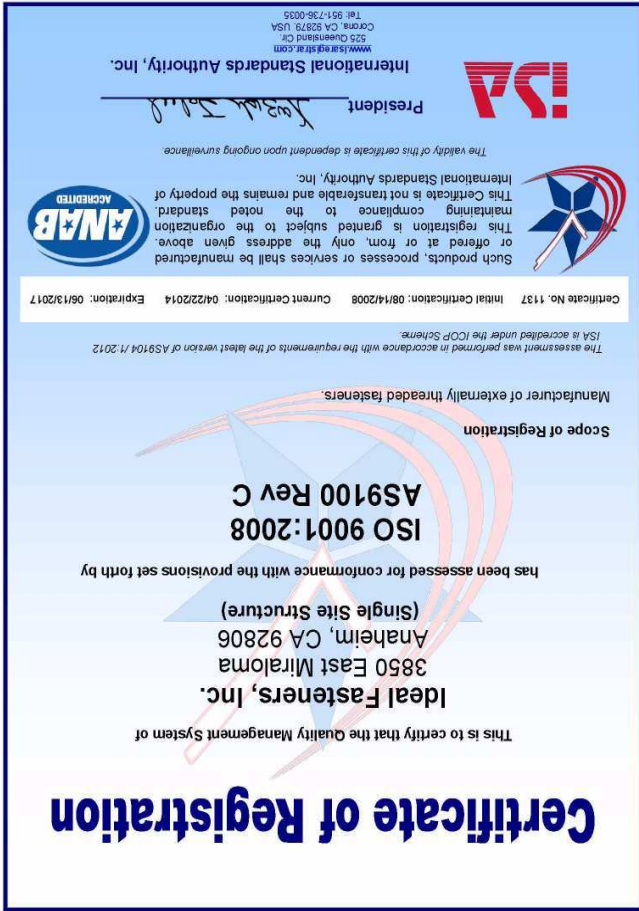 Certificate of Registration
This is to certify that the Quality Management System of
Ideal Fasteners, Inc.
3850 East Miraloma
Anaheim, CA 92806
(Single Site Structure)
has been assessed for conformance with the provisions set forth by
ISO 9001:2008
AS9100 Rev C
Scope of Registration
Manufacturer of externally threaded fasteners.
The assessment was performed in accordance with the requirements of the latest version of AS9104 /1:2012
ISA is accredited under the ICOP Scheme.
Certificate No. 1137 Initial Certification: 08/14/2008 Current Certification: 04/22/2014 Expiration: 06/13/2017
Such products, processes or services shall be manufactured
or offered at or from, only the address given above.
This registration is granted subject to the organization
maintaining compliance to the noted standard.
This Certificate is not transferable and remains the property of
International Standards Authority, Inc.
ANAB
ACCREDITED
The validity of this certificate is dependent upon ongoing surveillance.
iSA
President
International Standards Authority, Inc.
www.isaregistrar.com
525 Queensland Cir.
Corona, CA 92879. USA
Tel: 951-736-0035